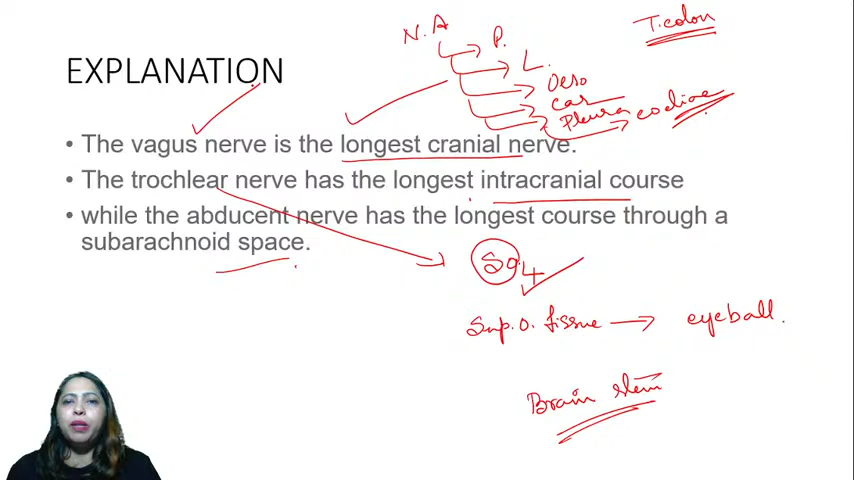 T.colon
N.A
P.
L.
Oeso
Car
Pleura
coeliac
EXPLANATION
• The vagus nerve is the longest cranial nerve.
• The trochlear nerve has the longest intracranial course
• while the abducent nerve has the longest course through a
subarachnoid space.
SO4
Sup.O. fissure → eyeball.
Brain stem